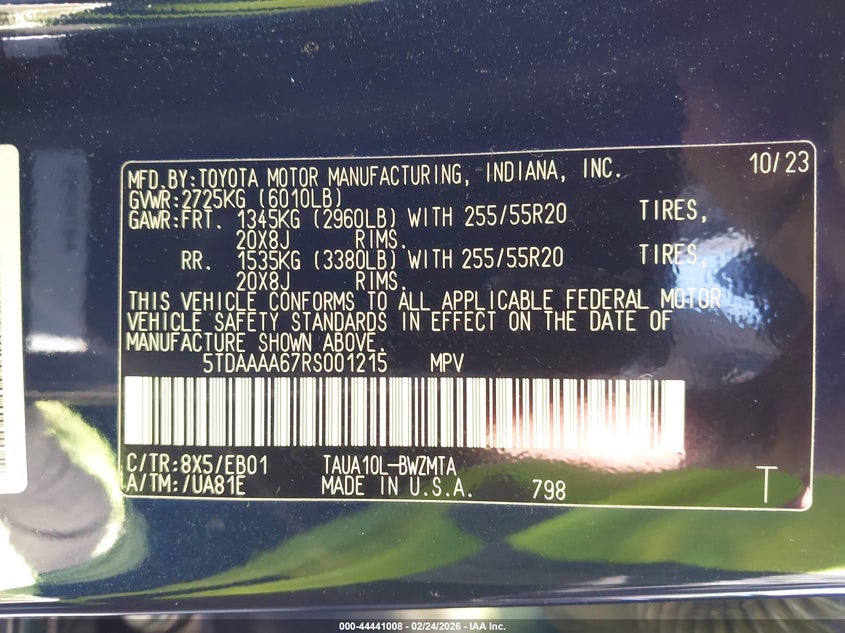 MFD.BY:TOYOTA MOTOR MANUFACTURING, INDIANA, INC. 10/23
GVWR:2725KG (6010LB)
GAWR:FRT. 1345KG (2960LB) WITH 255/55R20 TIRES,
20X8J RIMS.
RR. 1535KG (3380LB) WITH 255/55R20 TIRES,
20X8J RIMS.
THIS VEHICLE CONFORMS TO ALL APPLICABLE FEDERAL MOTOR
VEHICLE SAFETY STANDARDS IN EFFECT ON THE DATE OF
MANUFACTURE SHOWN ABOVE.
5TDAAAA67RS001215 MPV
C/TR:8X5/EB01 TAUA10L-BWZMTA
A/TM:/UA81E MADE IN U.S.A. 798 T
000-44441008 - 02/24/2026 - IAA Inc.